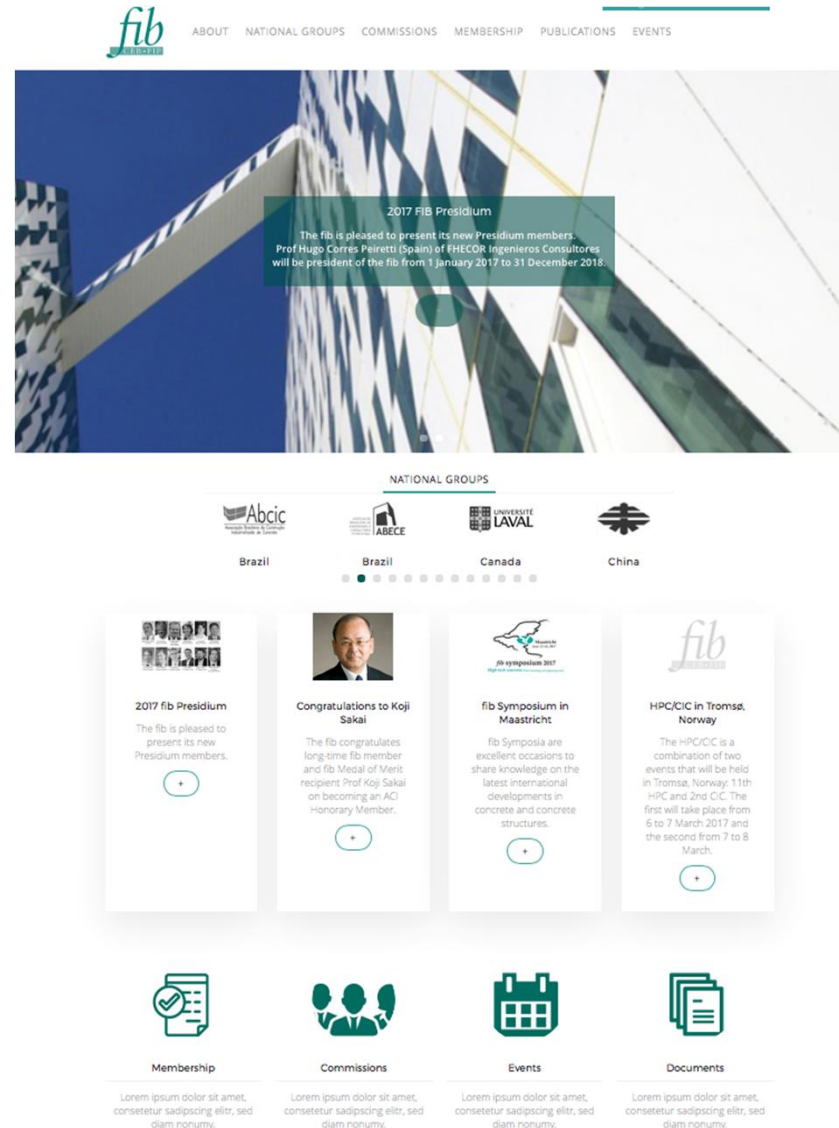 fib
CEB-FIP
ABOUT NATIONAL GROUPS COMMISSIONS MEMBERSHIP PUBLICATIONS EVENTS
2017 FIB Presidium
The fib is pleased to present its new Presidium members.
Prof Hugo Corres Peiretti (Spain) of FHECOR Ingenieros Consultores
will be president of the fib from 1 January 2017 to 31 December 2018.
NATIONAL GROUPS
Abcic
ABECE
UNIVERSITÉ
LAVAL
Brazil Brazil Canada China
2017 fib Presidium
The fib is pleased to
present its new
Presidium members.
+
Congratulations to Koji
Sakai
The fib congratulates
long-time fib member
and fib Medal of Merit
recipient Prof Koji Sakai
on becoming an ACI
Honorary Member.
+
Maastricht
fib symposium 2017
fib Symposium in
Maastricht
fib Symposia are
excellent occasions to
share knowledge on the
latest international
developments in
concrete and concrete
structures.
+
fib
CEB-FIP
HPC/CIC in Tromsø,
Norway
The HPC/CIC is a
combination of two
events that will be held
in Tromsø, Norway: 11th
HPC and 2nd CIC. The
first will take place from
6 to 7 March 2017 and
the second from 7 to 8
March.
+
Membership
Lorem ipsum dolor sit amet,
consetetur sadipscing elitr, sed
diam nonumy.
Commissions
Lorem ipsum dolor sit amet,
consetetur sadipscing elitr, sed
diam nonumy.
Events
Lorem ipsum dolor sit amet,
consetetur sadipscing elitr, sed
diam nonumy.
Documents
Lorem ipsum dolor sit amet,
consetetur sadipscing elitr, sed
diam nonumy.